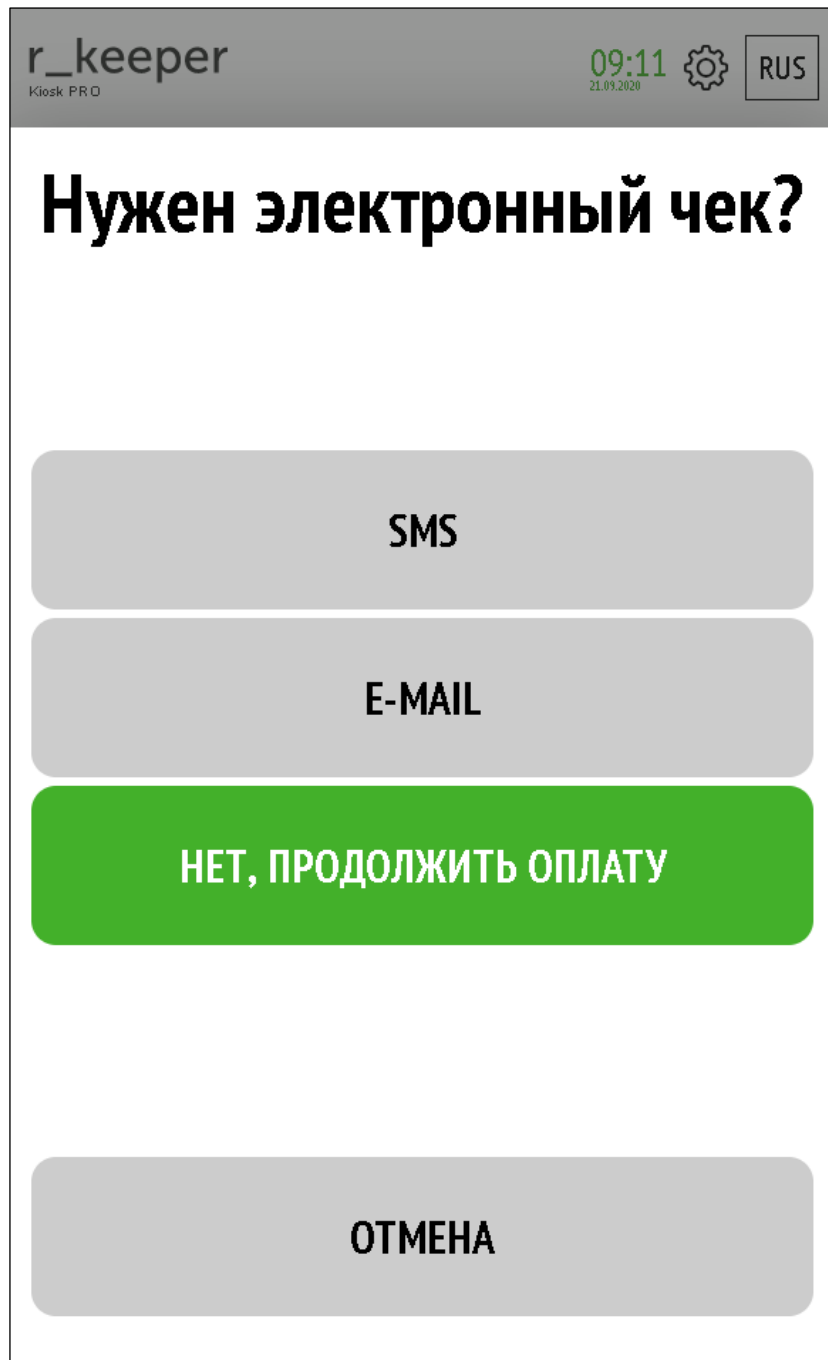 r_keeper
Kiosk PRO
09:11
21.09.2020
RUS
Нужен электронный чек?
SMS
E-MAIL
НЕТ, ПРОДОЛЖИТЬ ОПЛАТУ
ОТМЕНА